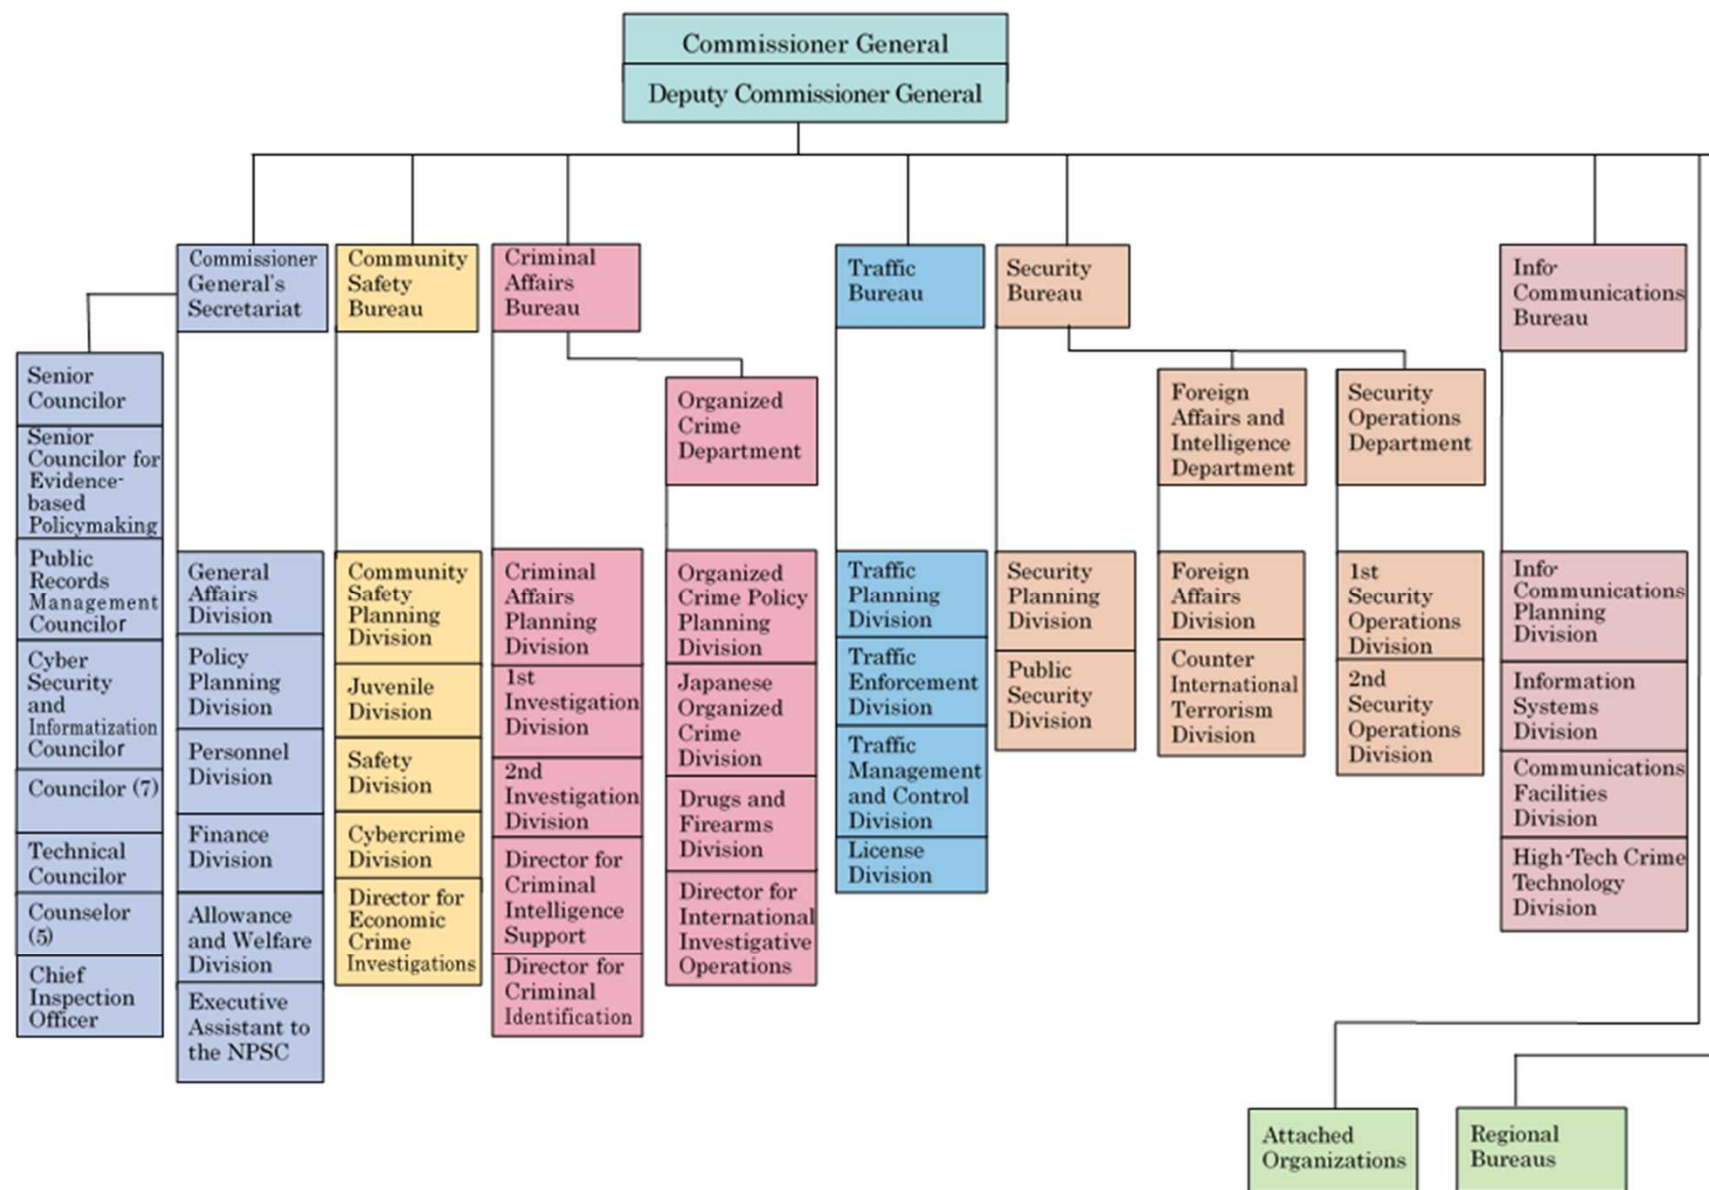 Commissioner General
Deputy Commissioner General
Commissioner
General's
Secretariat
Community
Safety
Bureau
Criminal
Affairs
Bureau
Traffic
Bureau
Security
Bureau
Info-
Communications
Bureau
Senior
Councilor
Senior
Councilor for
Evidence-
based
Policymaking
Public
Records
Management
Councilor
Cyber
Security
and
Informatization
Councilor
Councilor (7)
Technical
Councilor
Counselor
(5)
Chief
Inspection
Officer
General
Affairs
Division
Policy
Planning
Division
Personnel
Division
Finance
Division
Allowance
and Welfare
Division
Executive
Assistant to
the NPSC
Community
Safety
Planning
Division
Juvenile
Division
Safety
Division
Cybercrime
Division
Director for
Economic
Crime
Investigations
Criminal
Affairs
Planning
Division
1st
Investigation
Division
2nd
Investigation
Division
Director for
Criminal
Intelligence
Support
Director for
Criminal
Identification
Organized
Crime
Department
Organized
Crime Policy
Planning
Division
Japanese
Organized
Crime
Division
Drugs and
Firearms
Division
Director for
International
Investigative
Operations
Traffic
Planning
Division
Traffic
Enforcement
Division
Traffic
Management
and Control
Division
License
Division
Security
Planning
Division
Public
Security
Division
Foreign
Affairs and
Intelligence
Department
Foreign
Affairs
Division
Counter
International
Terrorism
Division
Security
Operations
Department
1st
Security
Operations
Division
2nd
Security
Operations
Division
Info-
Communications
Planning
Division
Information
Systems
Division
Communications
Facilities
Division
High-Tech Crime
Technology
Division
Attached
Organizations
Regional
Bureaus